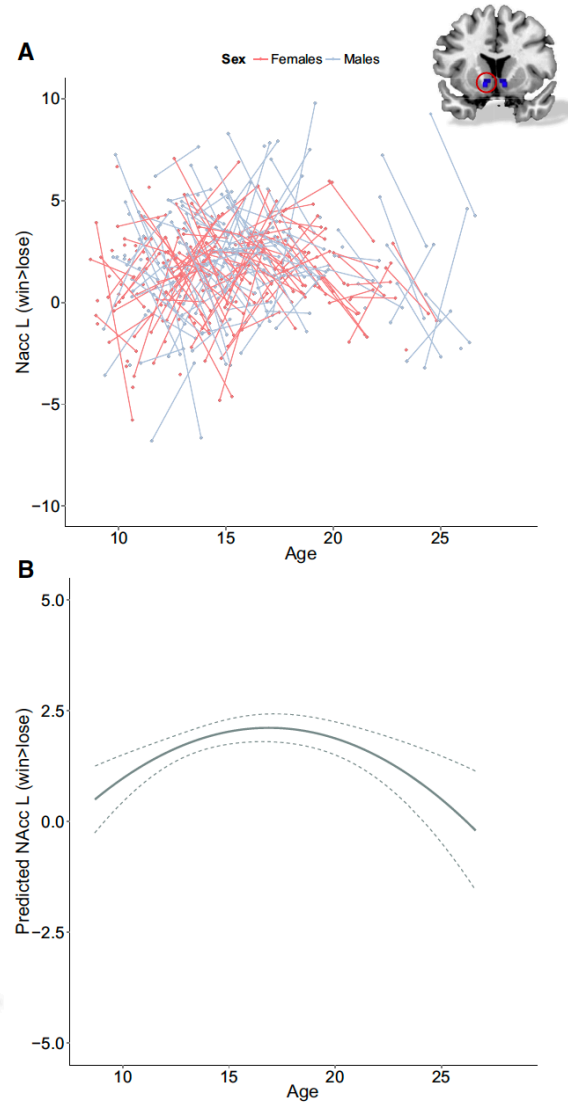 A
Sex Females Males
10
5
0
−5
−10
Nacc L (win>lose)
10 15 20 25
Age
B
5.0
2.5
0.0
−2.5
−5.0
Predicted NAcc L (win>lose)
10 15 20 25
Age